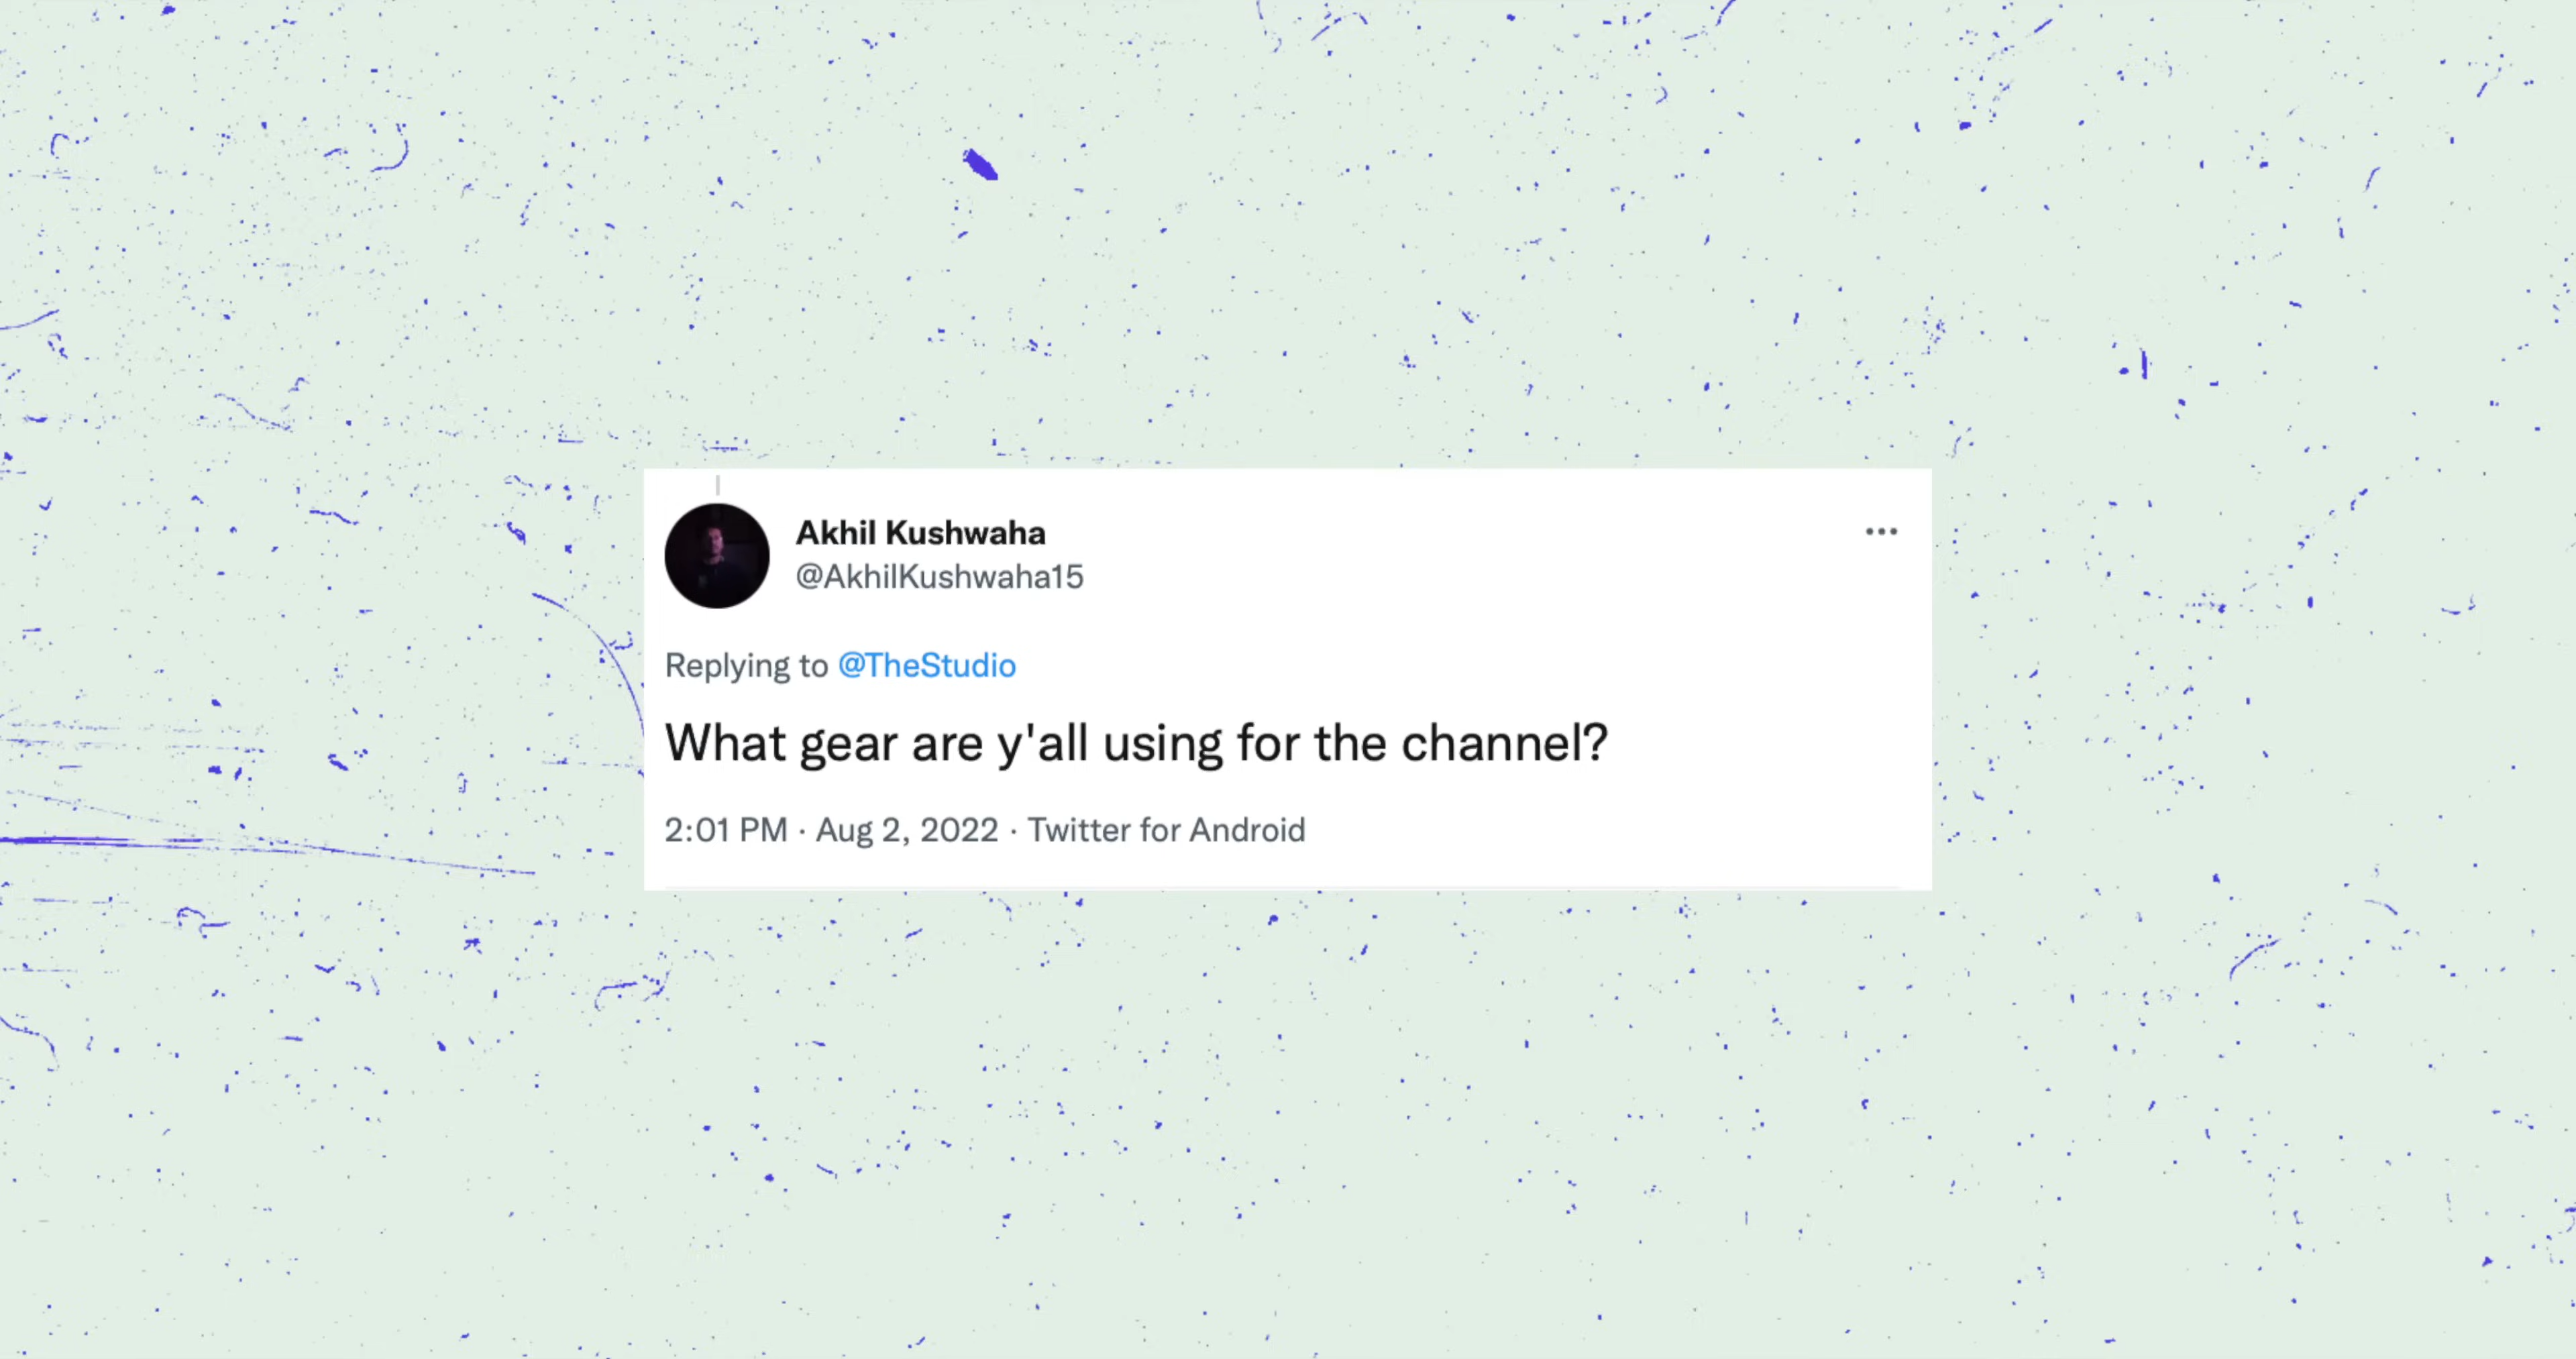 Akhil Kushwaha
@AkhilKushwaha15
Replying to @TheStudio
What gear are y'all using for the channel?
2:01 PM · Aug 2, 2022 · Twitter for Android